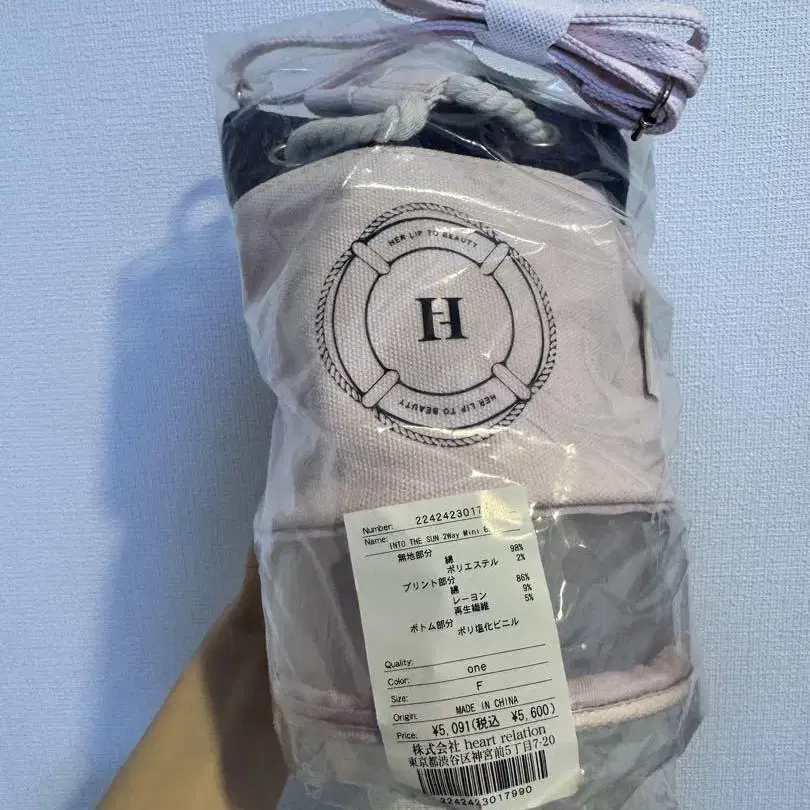 HER LIP TO BEAUTY
H
HER LIP TO BEAUTY
Number: 2242423017
Name: INTO THE SUN 2Way Mini
無地部分 綿 98%
ポリエステル 2%
プリント部分
綿 86%
レーヨン 9%
再生繊維 5%
ボトム部分
ポリ塩化ビニル
Quality:
Color: one
Size: F
Origin: MADE IN CHINA
Price: ¥5,091(税込 ¥5,600)
株式会社 heart relation
東京都渋谷区神宮前5丁目7-20
2242423017990